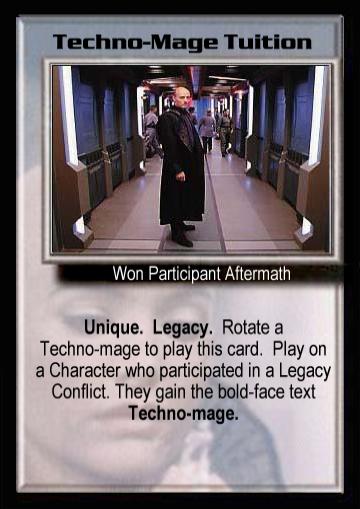 Techno-Mage Tuition
Won Participant Aftermath
Unique. Legacy. Rotate a
Techno-mage to play this card. Play on
a Character who participated in a Legacy
Conflict. They gain the bold-face text
Techno-mage.